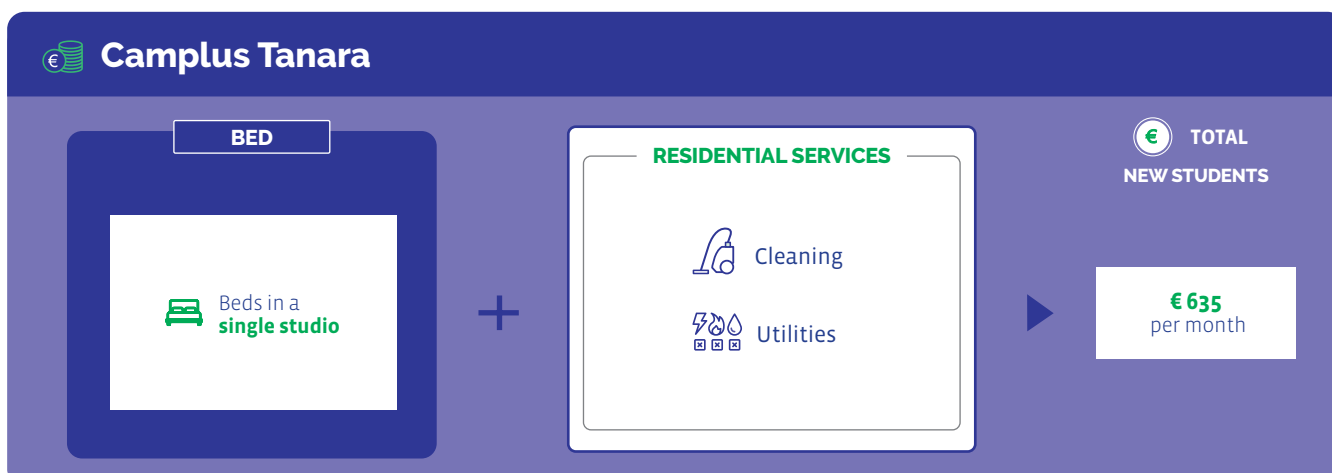 € Camplus Tanara
BED
Beds in a
single studio
+
RESIDENTIAL SERVICES
Cleaning
Utilities
€ TOTAL
NEW STUDENTS
€ 635
per month